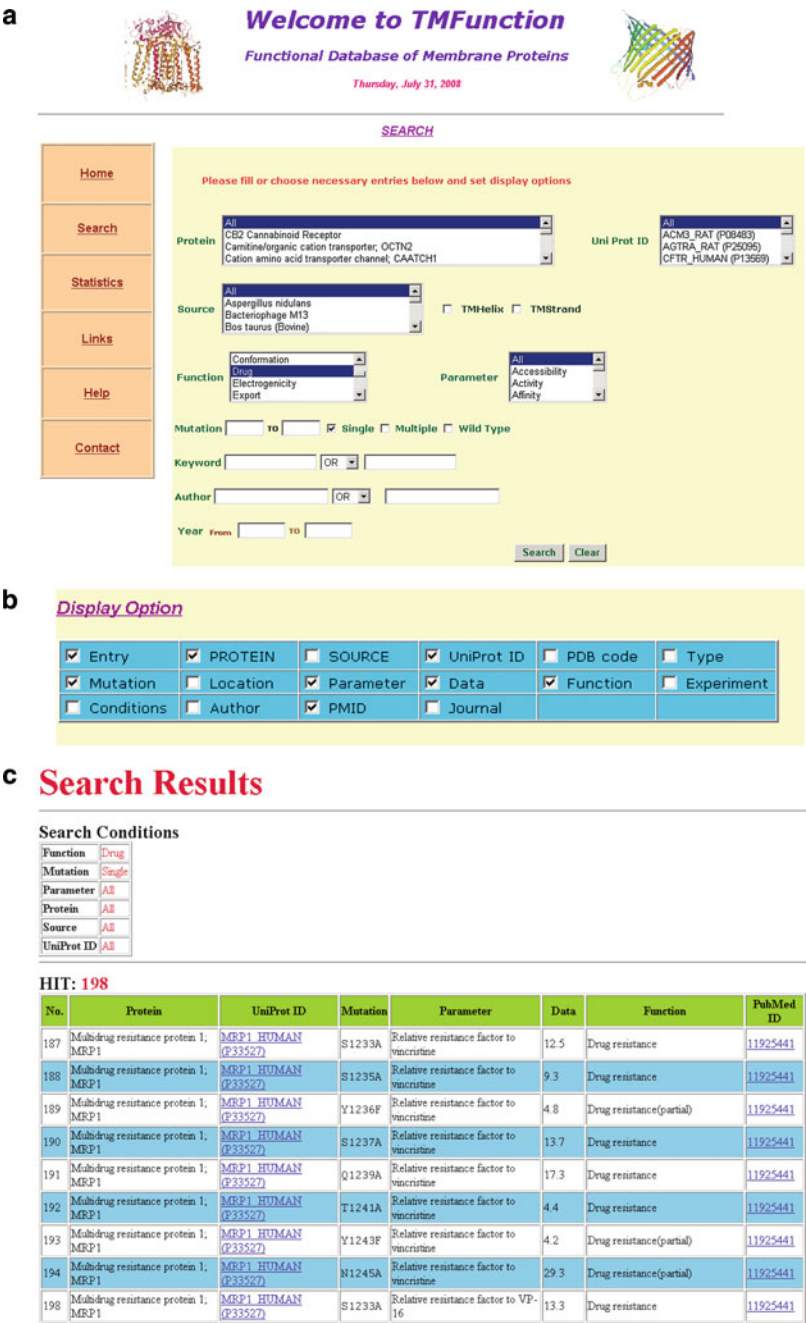 a
Welcome to TMFunction
Functional Database of Membrane Proteins
Thursday, July 31, 2008
SEARCH
Home
Search
Statistics
Links
Help
Contact
Please fill or choose necessary entries below and set display options
Protein
All
CB2 Cannabinoid Receptor
Carnitine/organic cation transporter; OCTN2
Cation amino acid transporter channel; CAATCH1
Uni Prot ID
All
ACM3_RAT (P08483)
AGTRA_RAT (P25095)
CFTR_HUMAN (P13569)
Source
All
Aspergillus nidulans
Bacteriophage M13
Bos taurus (Bovine)
TMHelix TMStrand
Function
Conformation
Drug
Electrogenicity
Export
Parameter
All
Accessibility
Activity
Affinity
Mutation TO Single Multiple Wild Type
Keyword OR
Author OR
Year From TO
Search Clear
b
Display Option
Entry PROTEIN SOURCE UniProt ID PDB code Type
Mutation Location Parameter Data Function Experiment
Conditions Author PMID Journal
c
Search Results
Search Conditions
Function Drug
Mutation Single
Parameter All
Protein All
Source All
UniProt ID All
HIT: 198
No. Protein UniProt ID Mutation Parameter Data Function PubMed ID
187 Multidrug resistance protein 1; MRP1 MRP1_HUMAN (P33527) S1233A Relative resistance factor to vincristine 12.5 Drug resistance 11925441
188 Multidrug resistance protein 1; MRP1 MRP1_HUMAN (P33527) S1235A Relative resistance factor to vincristine 9.3 Drug resistance 11925441
189 Multidrug resistance protein 1; MRP1 MRP1_HUMAN (P33527) Y1236F Relative resistance factor to vincristine 4.8 Drug resistance(partial) 11925441
190 Multidrug resistance protein 1; MRP1 MRP1_HUMAN (P33527) S1237A Relative resistance factor to vincristine 13.7 Drug resistance 11925441
191 Multidrug resistance protein 1; MRP1 MRP1_HUMAN (P33527) Q1239A Relative resistance factor to vincristine 17.3 Drug resistance 11925441
192 Multidrug resistance protein 1; MRP1 MRP1_HUMAN (P33527) T1241A Relative resistance factor to vincristine 4.4 Drug resistance 11925441
193 Multidrug resistance protein 1; MRP1 MRP1_HUMAN (P33527) Y1243F Relative resistance factor to vincristine 4.2 Drug resistance(partial) 11925441
194 Multidrug resistance protein 1; MRP1 MRP1_HUMAN (P33527) N1245A Relative resistance factor to vincristine 29.3 Drug resistance(partial) 11925441
198 Multidrug resistance protein 1; MRP1 MRP1_HUMAN (P33527) S1233A Relative resistance factor to VP-16 13.3 Drug resistance 11925441